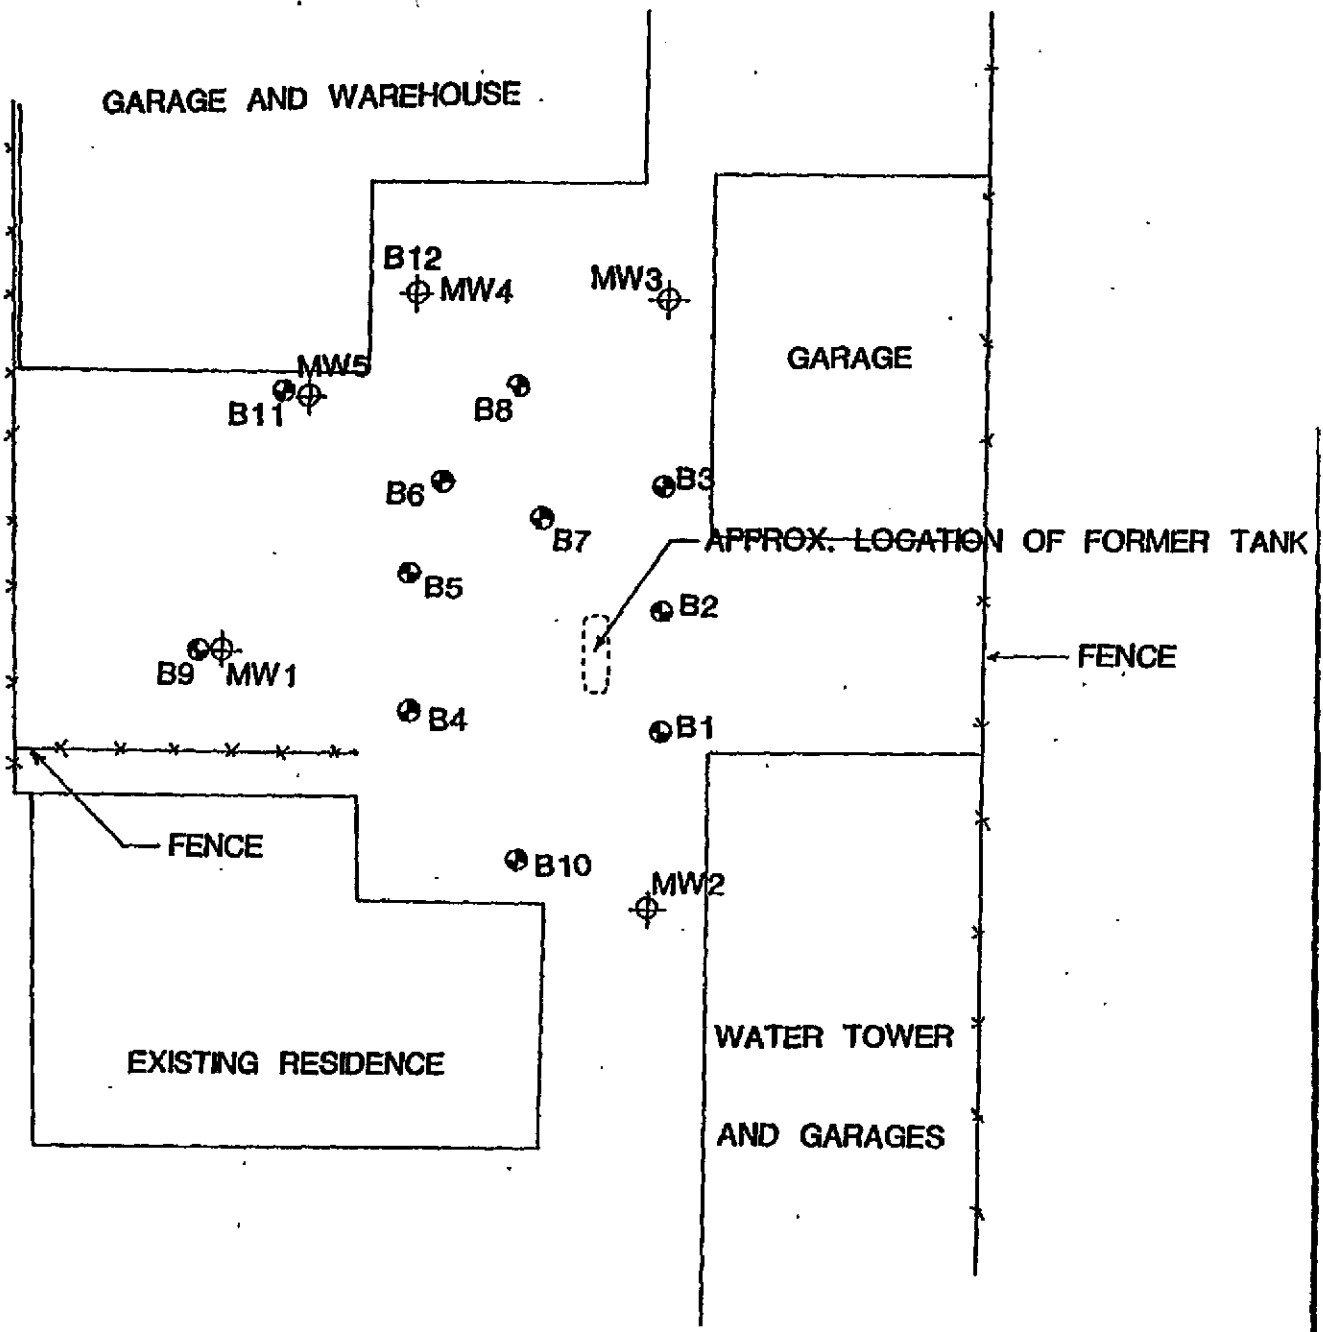 GARAGE AND WAREHOUSE
B12
MW4
MW3
GARAGE
MW5
B11
B8
B6
B3
B7
APPROX. LOCATION OF FORMER TANK
B5
B2
FENCE
B9
MW1
B4
B1
FENCE
B10
MW2
WATER TOWER
AND GARAGES
EXISTING RESIDENCE